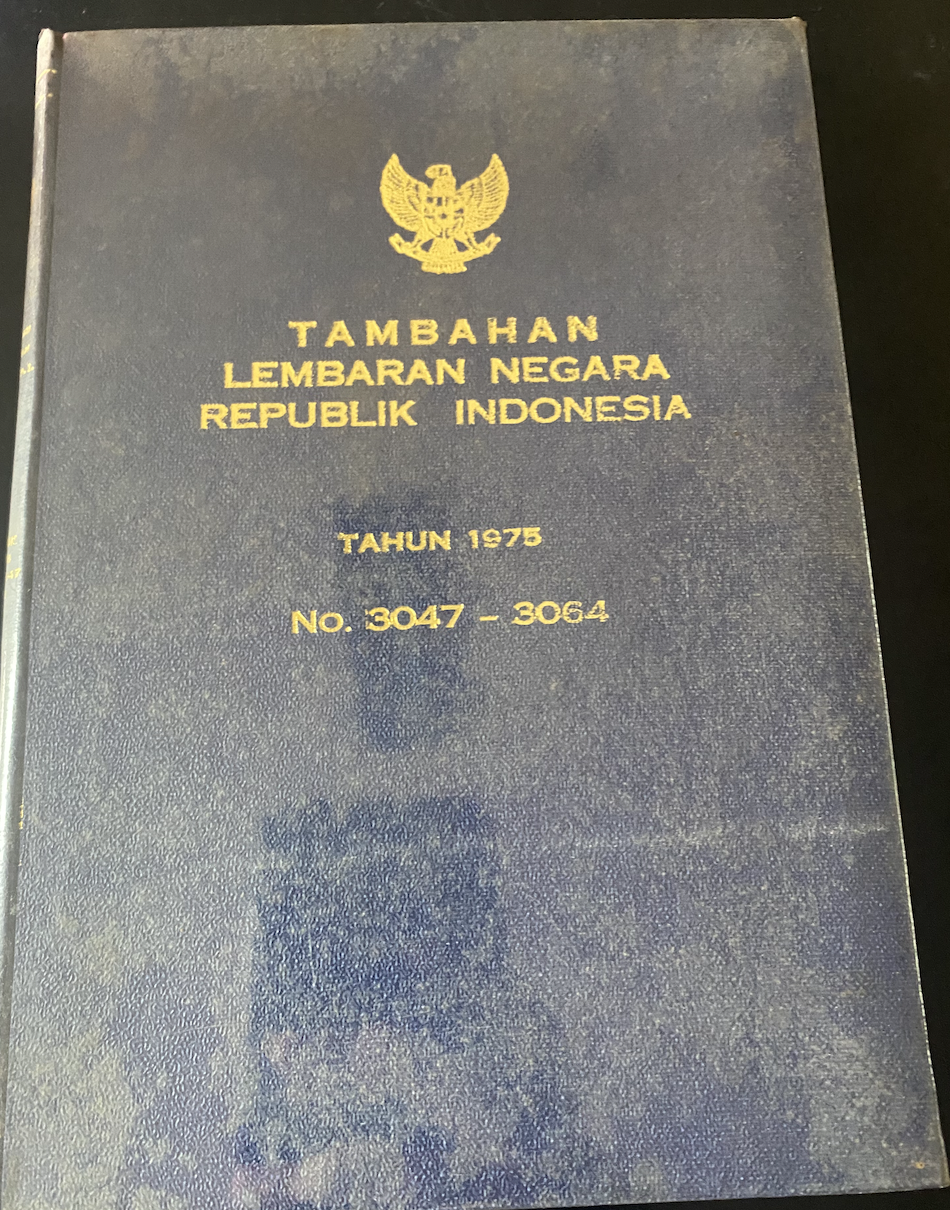 TAMBAHAN
LEMBARAN NEGARA
REPUBLIK INDONESIA
TAHUN 1975
No. 3047 – 3064